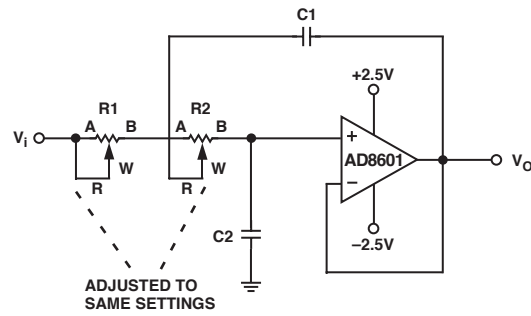 C1
+2.5V
R1
R2
A
B
A
B
Vi
+
AD8601
VO
W
W
−
R
R
C2
−2.5V
ADJUSTED TO
SAME SETTINGS